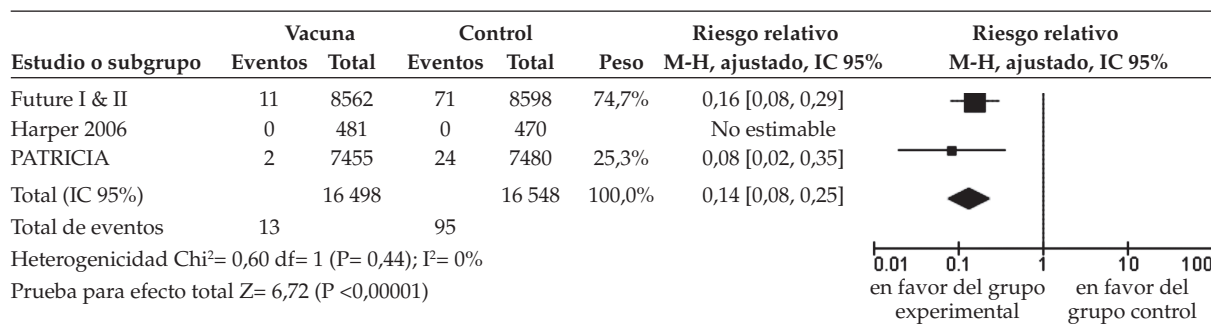 Vacuna Control Riesgo relativo Riesgo relativo
Estudio o subgrupo Eventos Total Eventos Total Peso M-H, ajustado, IC 95% M-H, ajustado, IC 95%
Future I & II 11 8562 71 8598 74,7% 0,16 [0,08, 0,29]
Harper 2006 0 481 0 470 No estimable
PATRICIA 2 7455 24 7480 25,3% 0,08 [0,02, 0,35]
Total (IC 95%) 16 498 16 548 100,0% 0,14 [0,08, 0,25]
Total de eventos 13 95
Heterogenicidad Chi²= 0,60 df= 1 (P= 0,44); I²= 0%
Prueba para efecto total Z= 6,72 (P <0,00001)
0.01 0.1 1 10 100
en favor del grupo en favor del
experimental grupo control